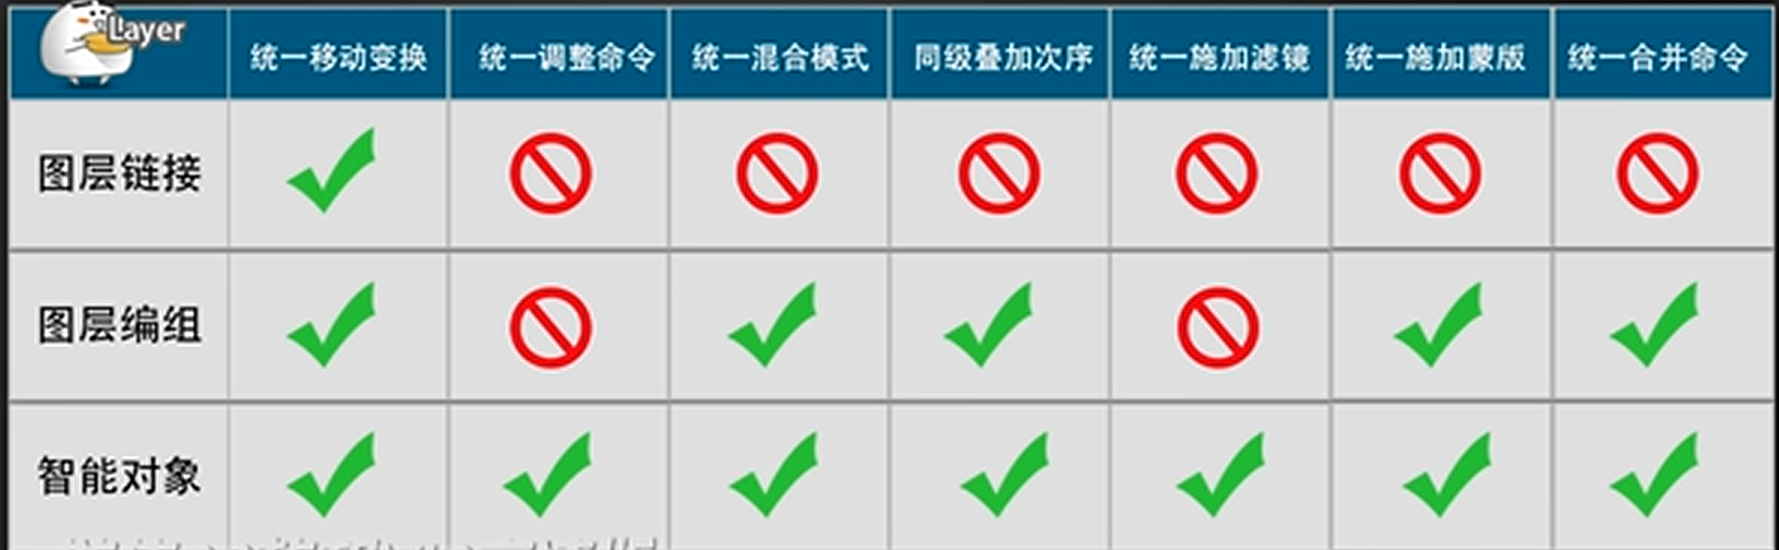 Layer 统一移动变换 统一调整命令 统一混合模式 同级叠加次序 统一施加滤镜 统一施加蒙版 统一合并命令
图层链接
图层编组
智能对象